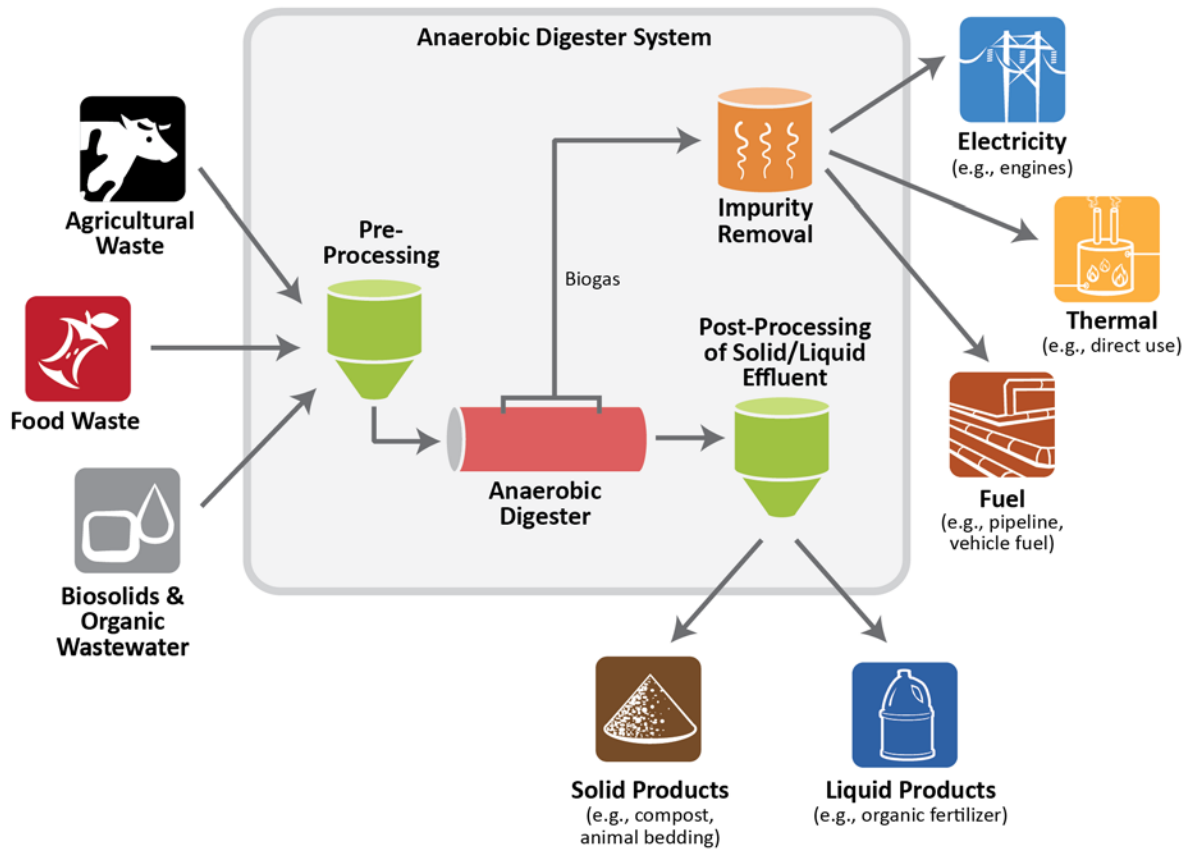 Anaerobic Digester System
Agricultural
Waste
Food Waste
Biosolids &
Organic
Wastewater
Pre-
Processing
Anaerobic
Digester
Biogas
Impurity
Removal
Post-Processing
of Solid/Liquid
Effluent
Electricity
(e.g., engines)
Thermal
(e.g., direct use)
Fuel
(e.g., pipeline,
vehicle fuel)
Solid Products
(e.g., compost,
animal bedding)
Liquid Products
(e.g., organic fertilizer)